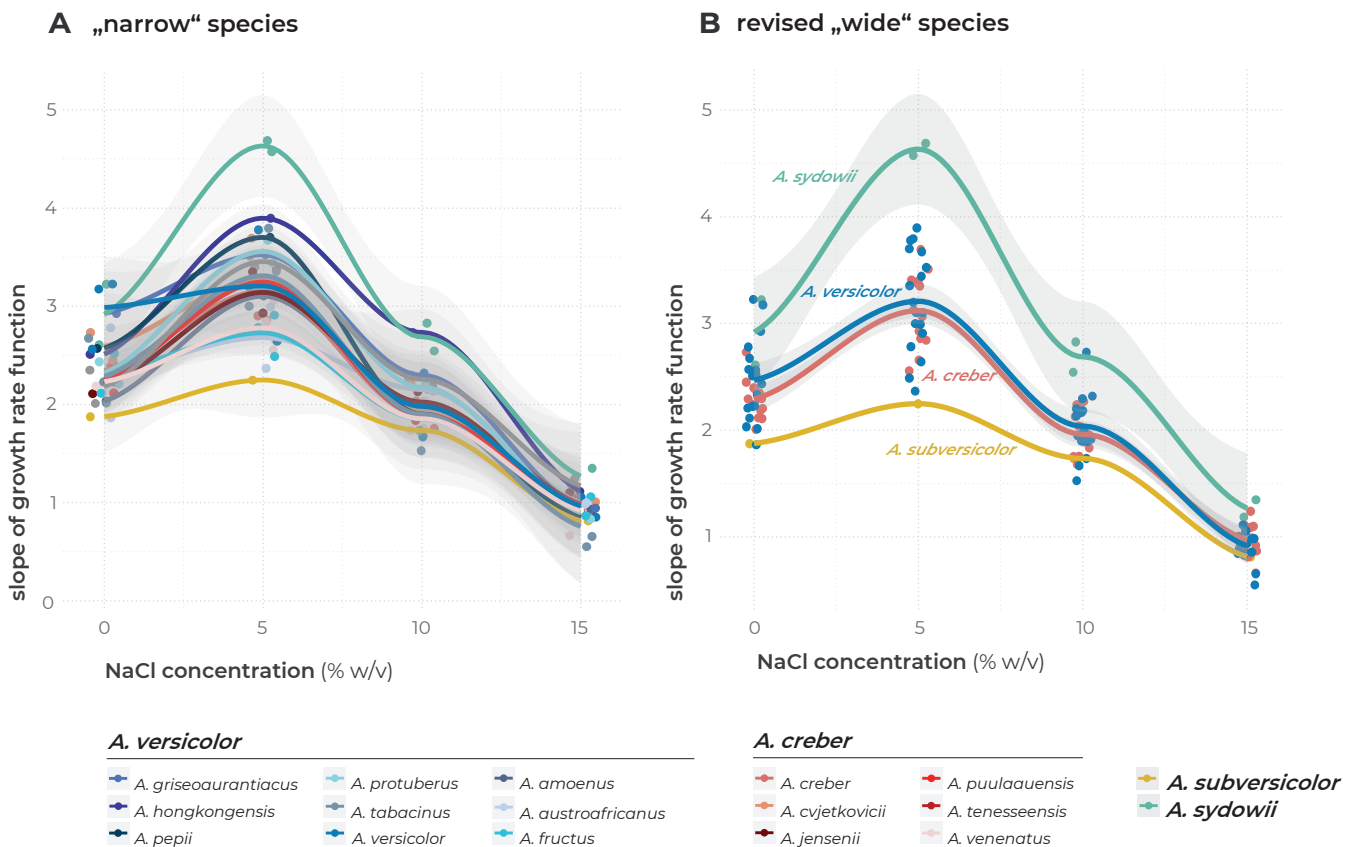 A „narrow“ species
B revised „wide“ species
slope of growth rate function
5
4
3
2
1
0
0 5 10 15
NaCl concentration (% w/v)
slope of growth rate function
5
4
3
2
1
A. sydowii
A. versicolor
A. creber
A. subversicolor
0 5 10 15
NaCl concentration (% w/v)
A. versicolor
A. griseoaurantiacus A. protuberus A. amoenus
A. hongkongensis A. tabacinus A. austroafricanus
A. pepii A. versicolor A. fructus
A. creber
A. creber A. puulaauensis
A. cvjetkovicii A. tenesseensis
A. jensenii A. venenatus
A. subversicolor
A. sydowii